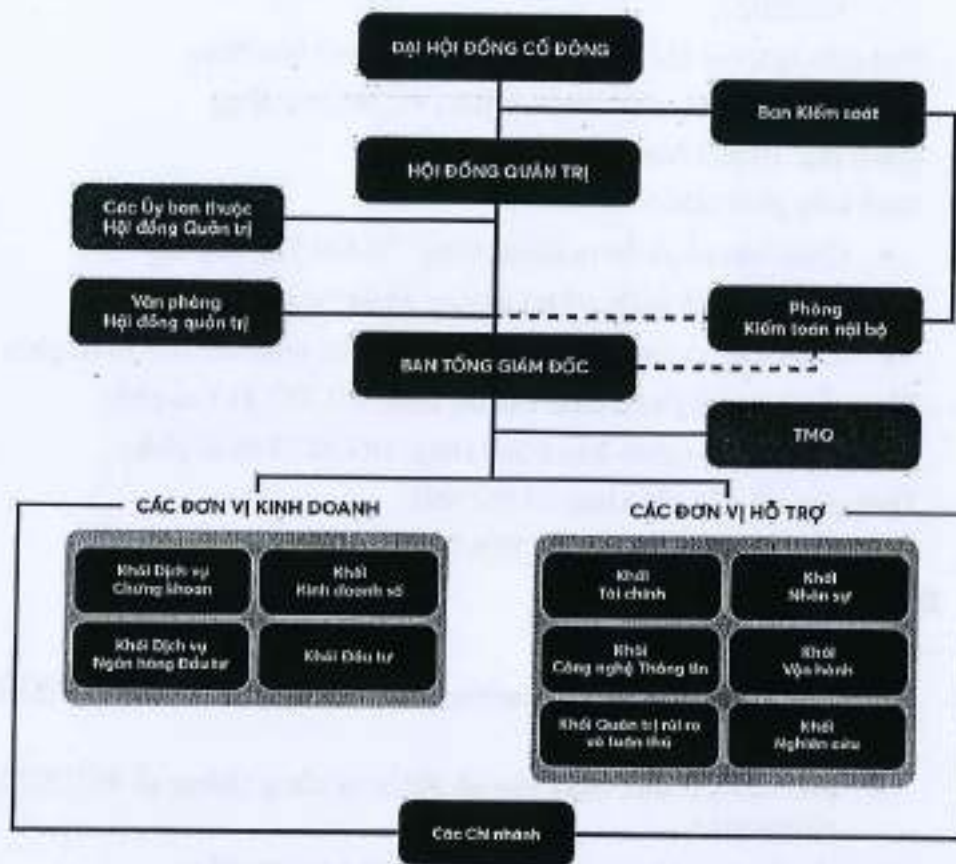 ĐẠI HỘI ĐỒNG CỔ ĐÔNG
Ban Kiểm soát
HỘI ĐỒNG QUẢN TRỊ
Các Ủy ban thuộc
Hội đồng Quản trị
Văn phòng
Hội đồng quản trị
Phòng
Kiểm toán nội bộ
BAN TỔNG GIÁM ĐỐC
TMO
CÁC ĐƠN VỊ KINH DOANH
CÁC ĐƠN VỊ HỖ TRỢ
Khối Dịch vụ
Chứng khoán
Khối
Kinh doanh số
Khối Dịch vụ
Ngân hàng Đầu tư
Khối Đầu tư
Khối
Tài chính
Khối
Nhân sự
Khối
Công nghệ Thông tin
Khối
Vận hành
Khối Quản trị rủi ro
và tuân thủ
Khối
Nghiên cứu
Các Chi nhánh